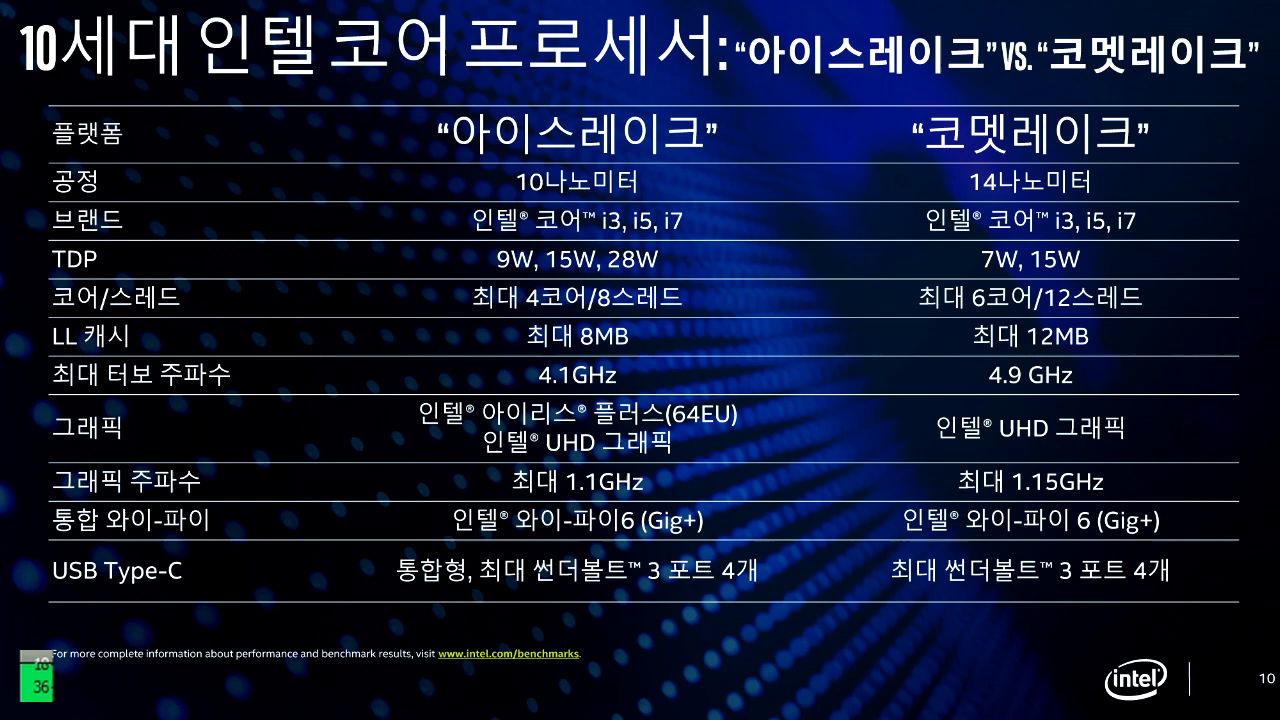 10세대 인텔 코어 프로세서: “아이스레이크” VS. “코멧레이크”
플랫폼 “아이스레이크” “코멧레이크”
공정 10나노미터 14나노미터
브랜드 인텔® 코어™ i3, i5, i7 인텔® 코어™ i3, i5, i7
TDP 9W, 15W, 28W 7W, 15W
코어/스레드 최대 4코어/8스레드 최대 6코어/12스레드
LL 캐시 최대 8MB 최대 12MB
최대 터보 주파수 4.1GHz 4.9 GHz
그래픽 인텔® 아이리스® 플러스(64EU)
인텔® UHD 그래픽 인텔® UHD 그래픽
그래픽 주파수 최대 1.1GHz 최대 1.15GHz
통합 와이-파이 인텔® 와이-파이6 (Gig+) 인텔® 와이-파이 6 (Gig+)
USB Type-C 통합형, 최대 썬더볼트™ 3 포트 4개 최대 썬더볼트™ 3 포트 4개
For more complete information about performance and benchmark results, visit www.intel.com/benchmarks.
36
intel
10